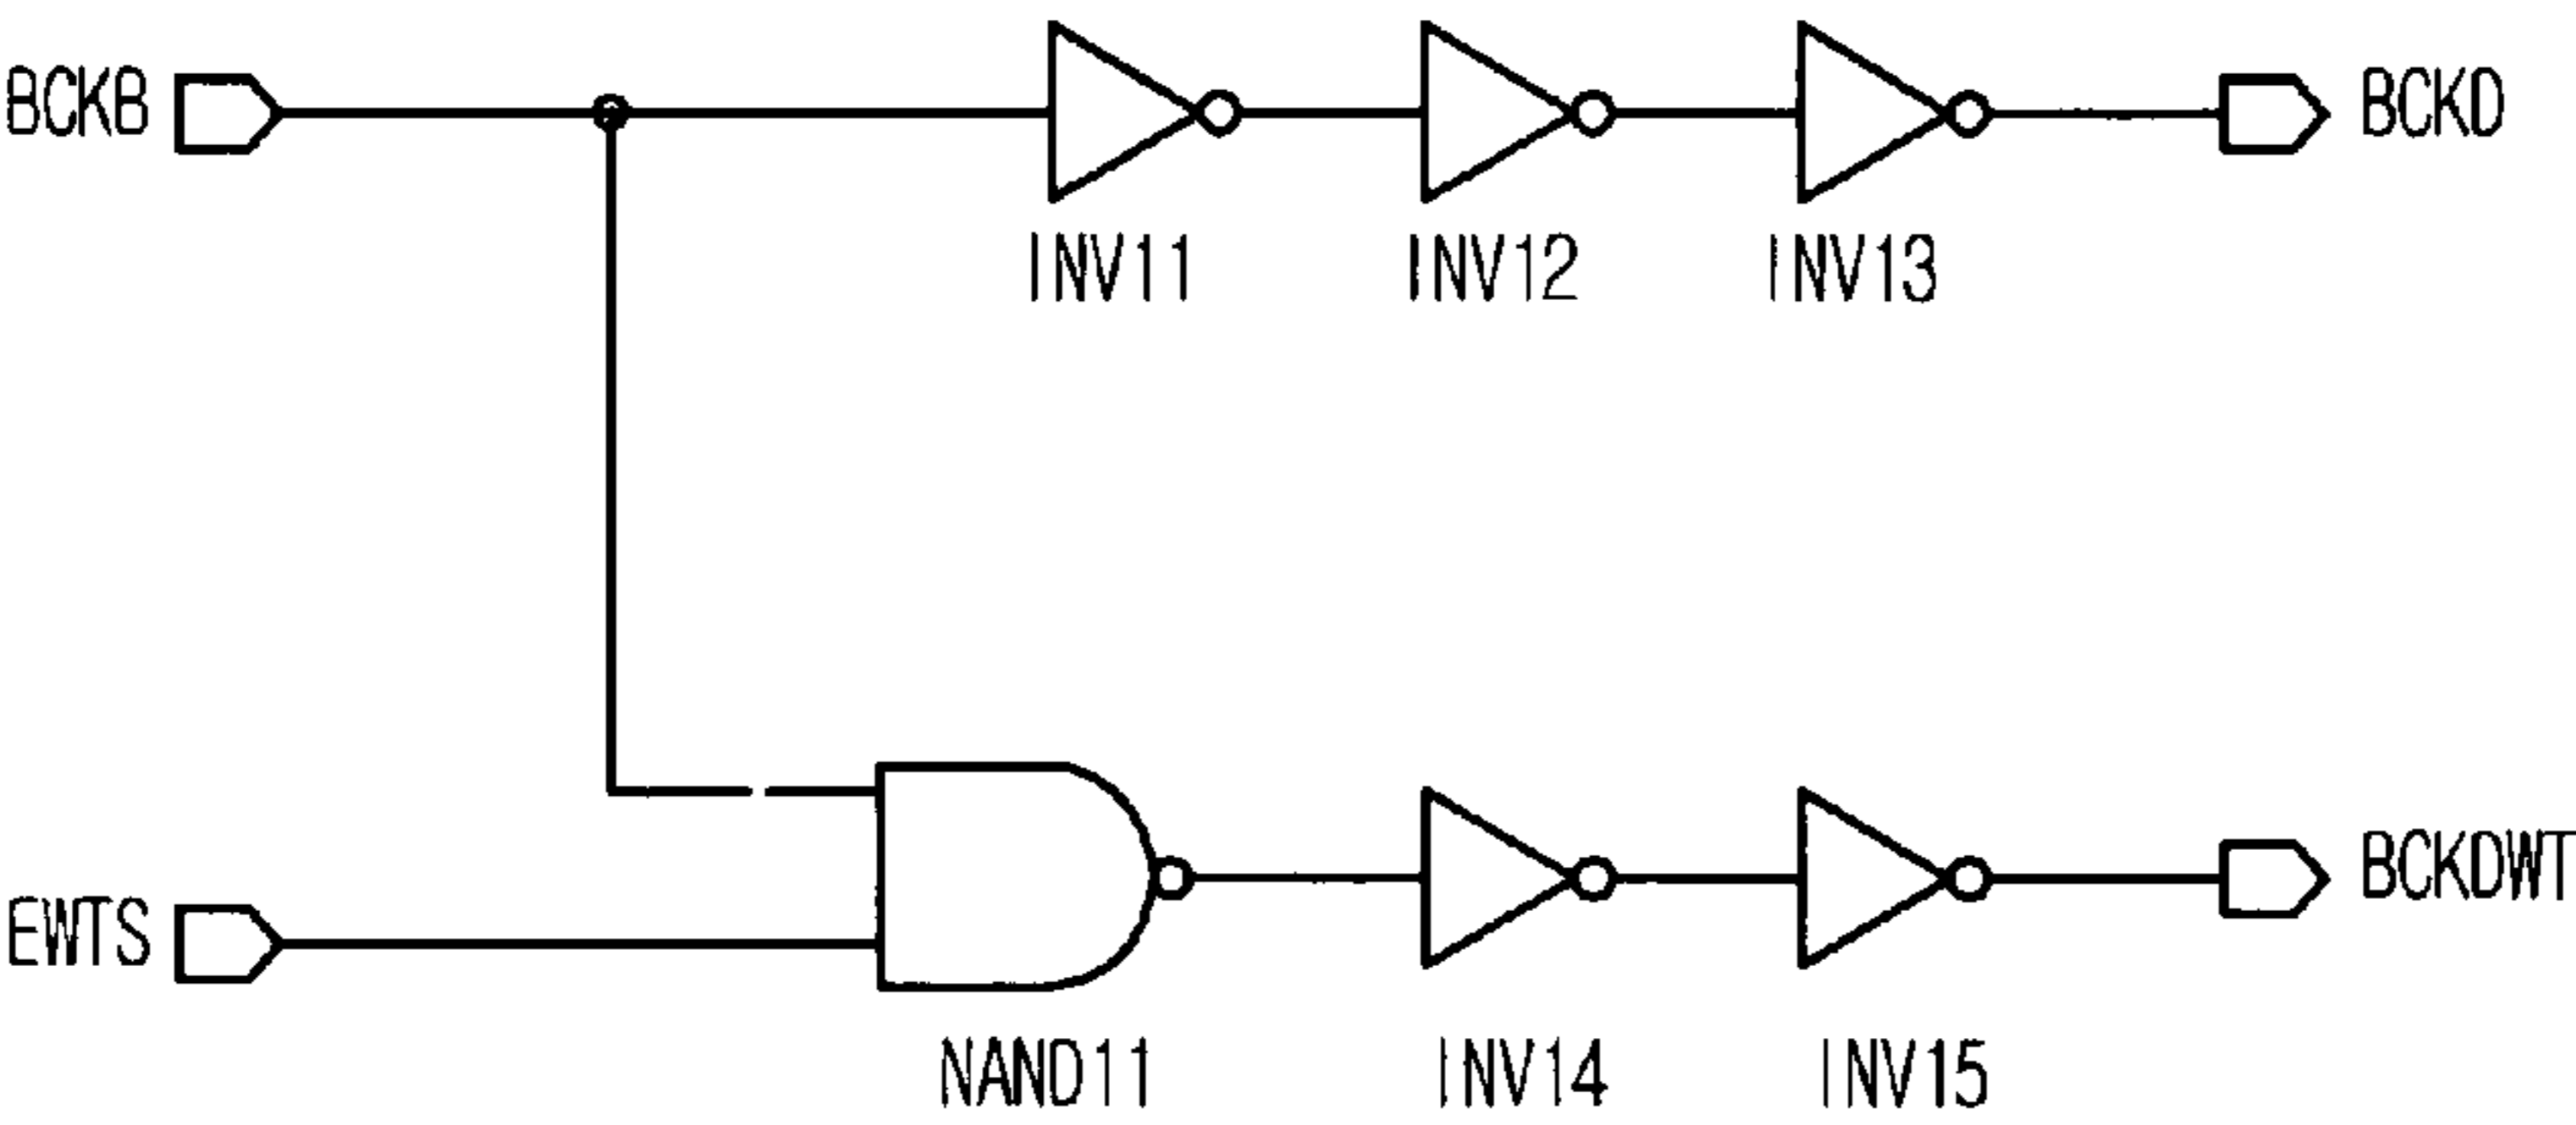 BCKB
BCKD
INV11
INV12
INV13
EWTS
BCKDWT
NAND11
INV14
INV15